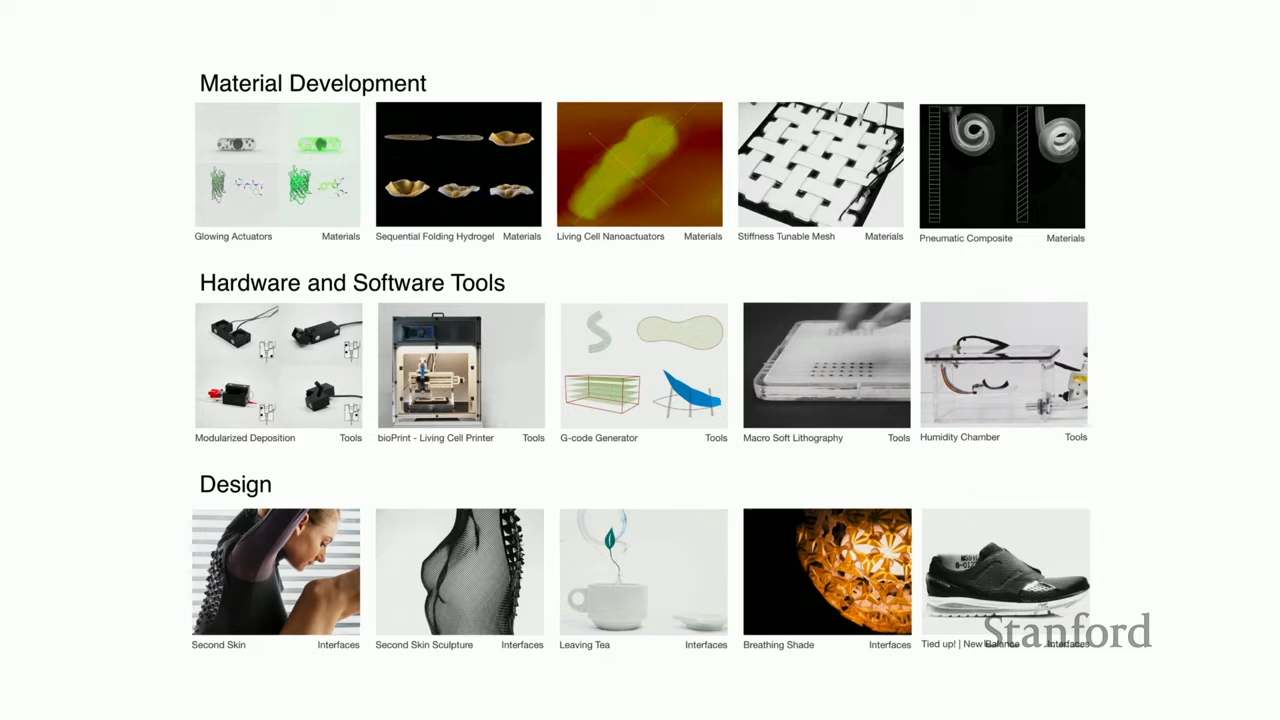 Material Development
Glowing Actuators Materials
Sequential Folding Hydrogel Materials
Living Cell Nanoactuators Materials
Stiffness Tunable Mesh Materials
Pneumatic Composite Materials
Hardware and Software Tools
Modularized Deposition Tools
bioPrint - Living Cell Printer Tools
G-code Generator Tools
Macro Soft Lithography Tools
Humidity Chamber Tools
Design
Second Skin Interfaces
Second Skin Sculpture Interfaces
Leaving Tea Interfaces
Breathing Shade Interfaces
Tied up! | New Balance Interfaces
Stanford